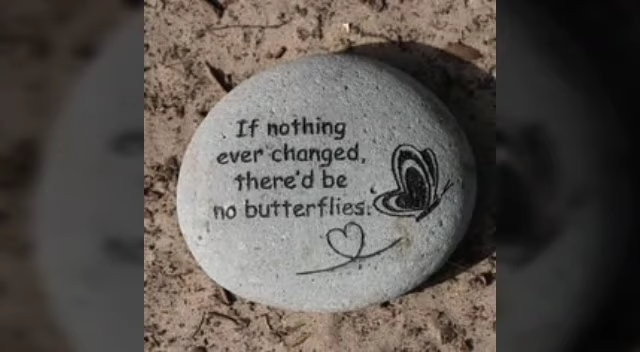 If nothing
ever changed,
there'd be
no butterflies.